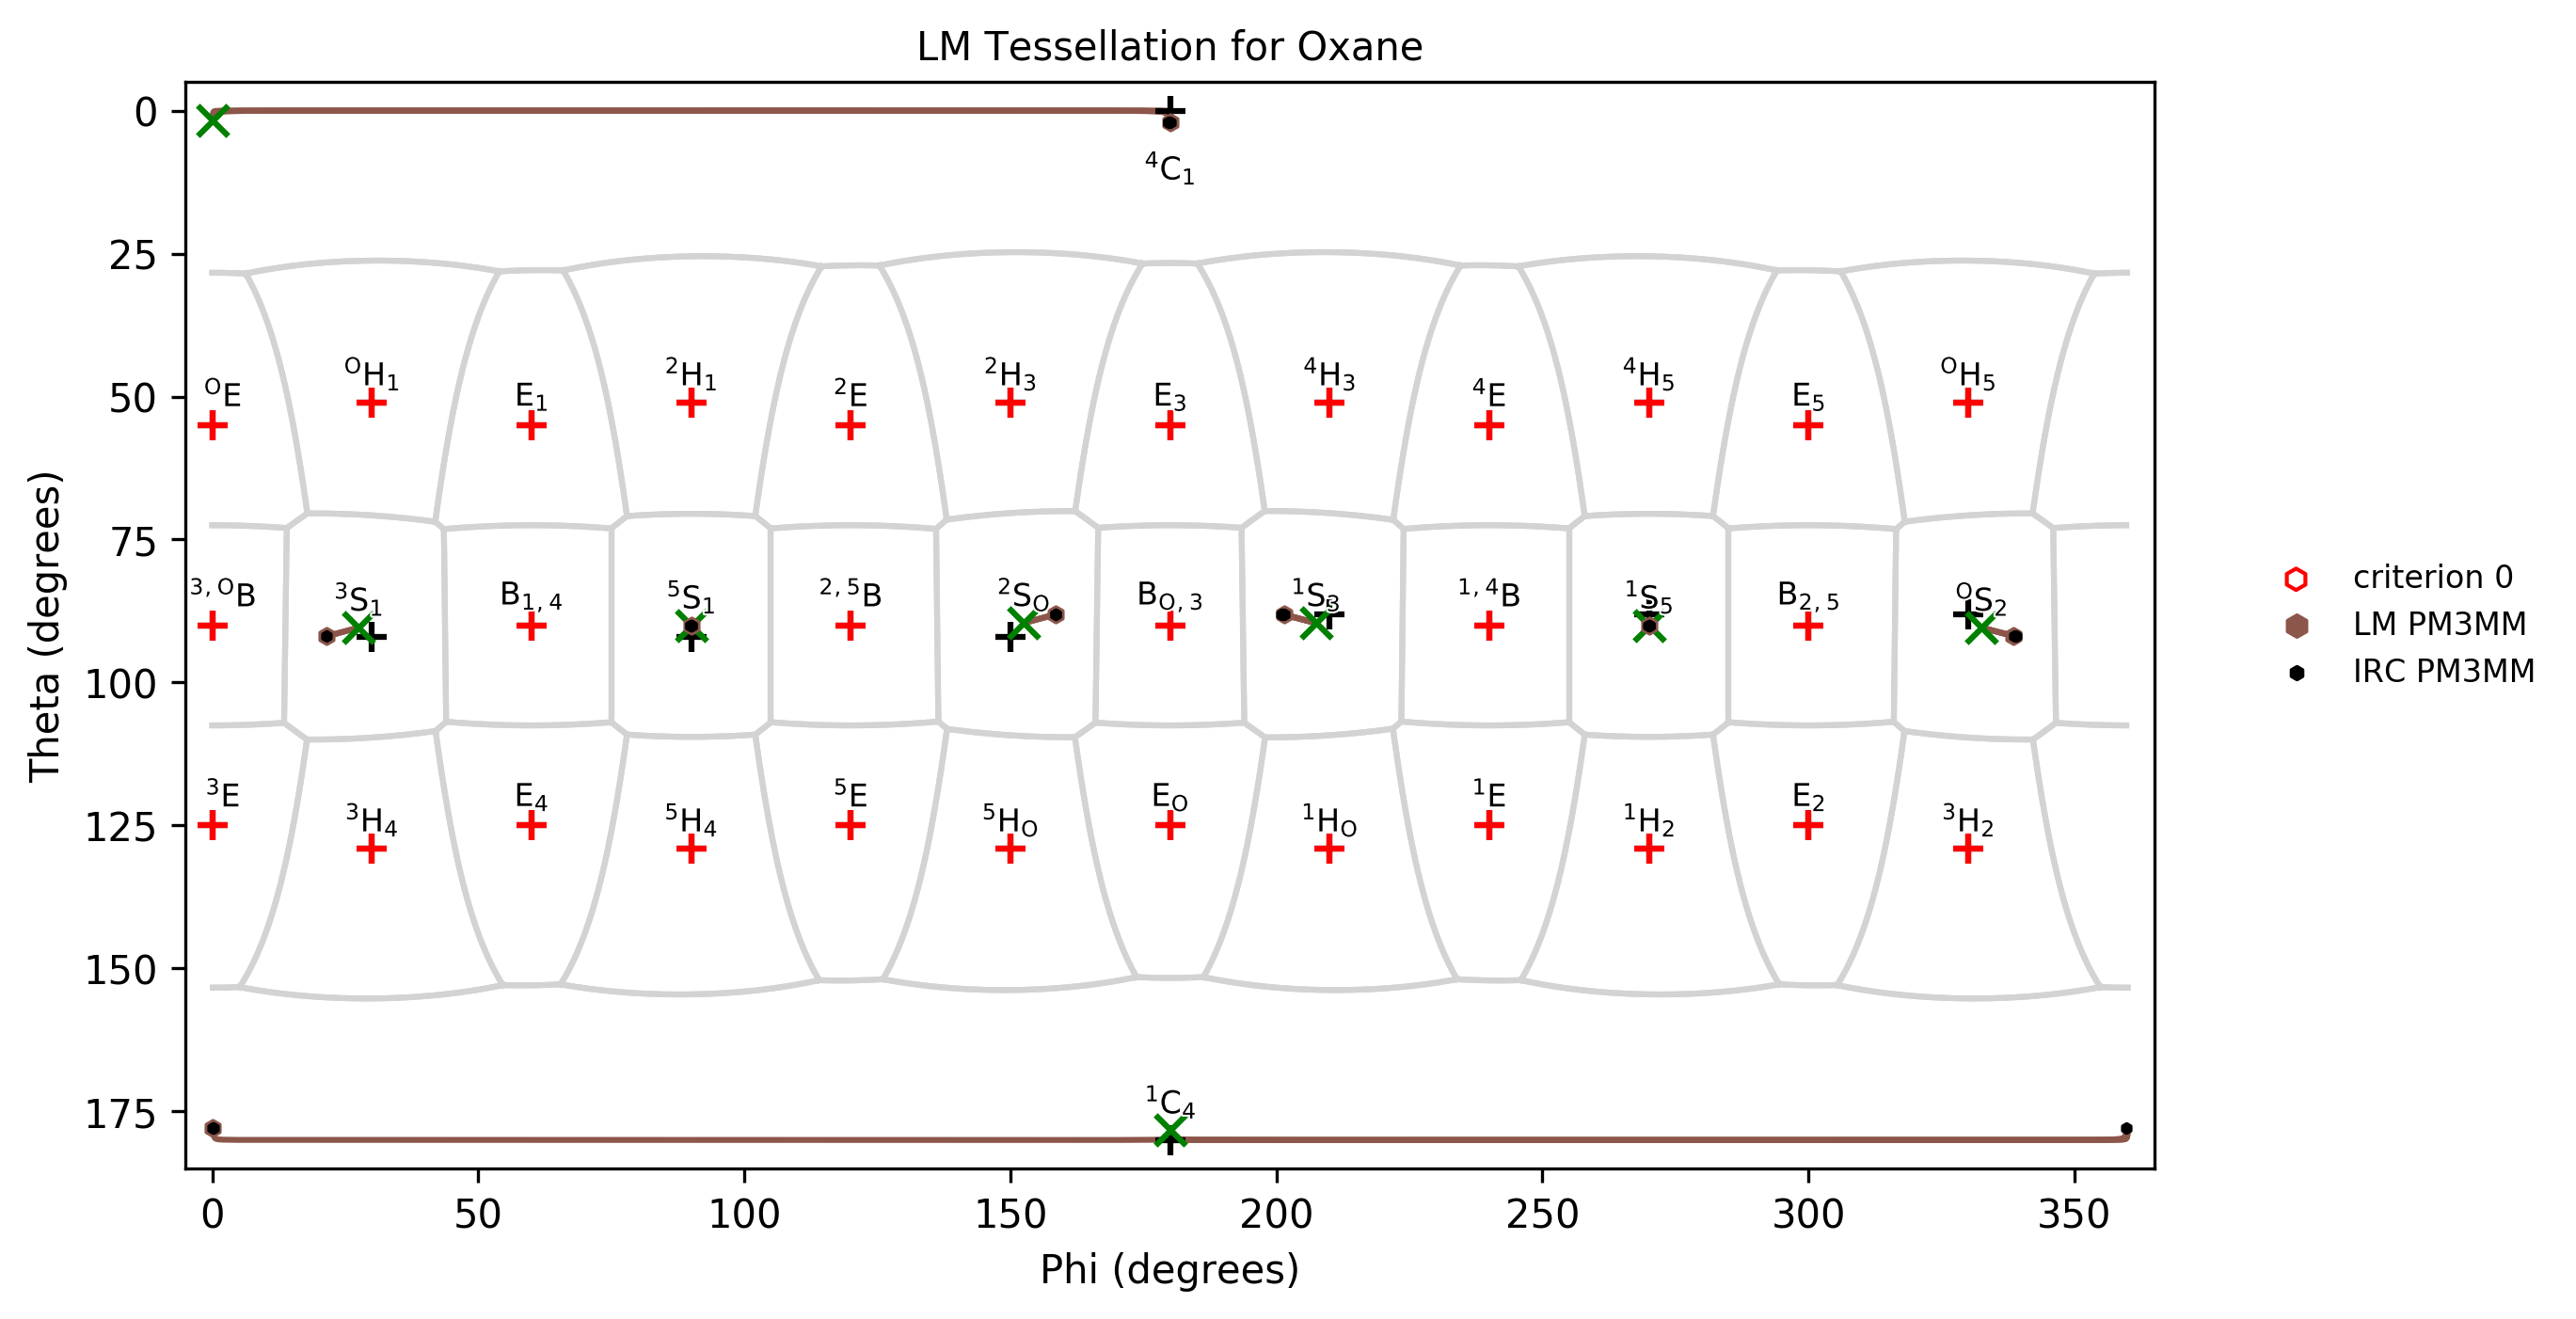 LM Tessellation for Oxane
0
25
50
75
100
125
150
175
Theta (degrees)
⁴C₁
ᴼE ᴼH₁ E₁ ²H₁ ²E ²H₃ E₃ ⁴H₃ ⁴E ⁴H₅ E₅ ᴼH₅
³,ᴼB ³S₁ B₁,₄ ⁵S₁ ²,⁵B ²Sₒ Bₒ,₃ ¹S₃ ¹,⁴B ¹S₅ B₂,₅ ᴼS₂
³E ³H₄ E₄ ⁵H₄ ⁵E ⁵Hₒ Eₒ ¹Hₒ ¹E ¹H₂ E₂ ³H₂
¹C₄
0 50 100 150 200 250 300 350
Phi (degrees)
criterion 0
LM PM3MM
IRC PM3MM